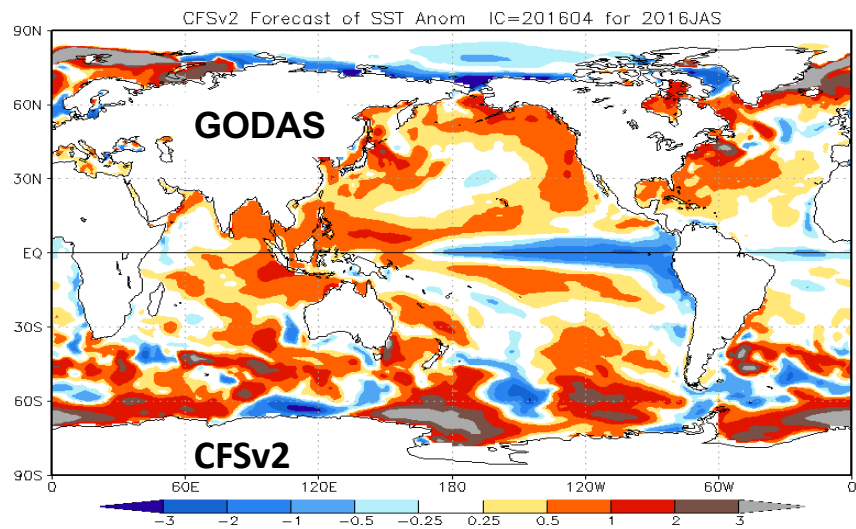 CFSv2 Forecast of SST Anom IC=201604 for 2016JAS
90N
60N
GODAS
30N
EQ
30S
60S
CFSv2
90S
0 60E 120E 180 120W 60W 0
-3 -2 -1 -0.5 -0.25 0.25 0.5 1 2 3